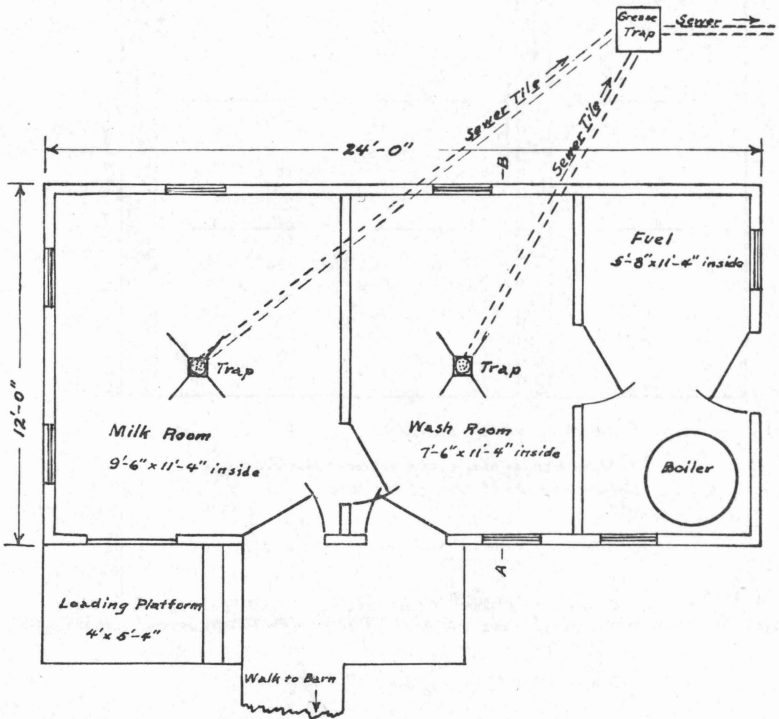 Grease
Trap
Sewer
Sewer Tile
Sewer Tile
24'-0"
B
12'-0"
Fuel
5'-8"x11'-4" inside
Trap
Trap
Milk Room
9'-6"x11'-4" inside
Wash Room
7'-6"x11'-4" inside
Boiler
A
Loading Platform
4'x5'-4"
Walk to Barn